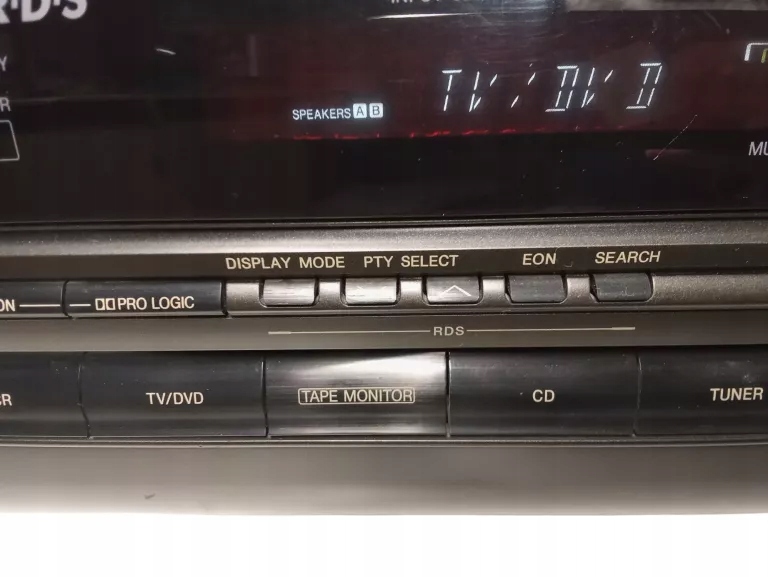 R·D·S
TV/DVD
SPEAKERS A B
DISPLAY MODE PTY SELECT EON SEARCH
PRO LOGIC
RDS
TV/DVD TAPE MONITOR CD TUNER